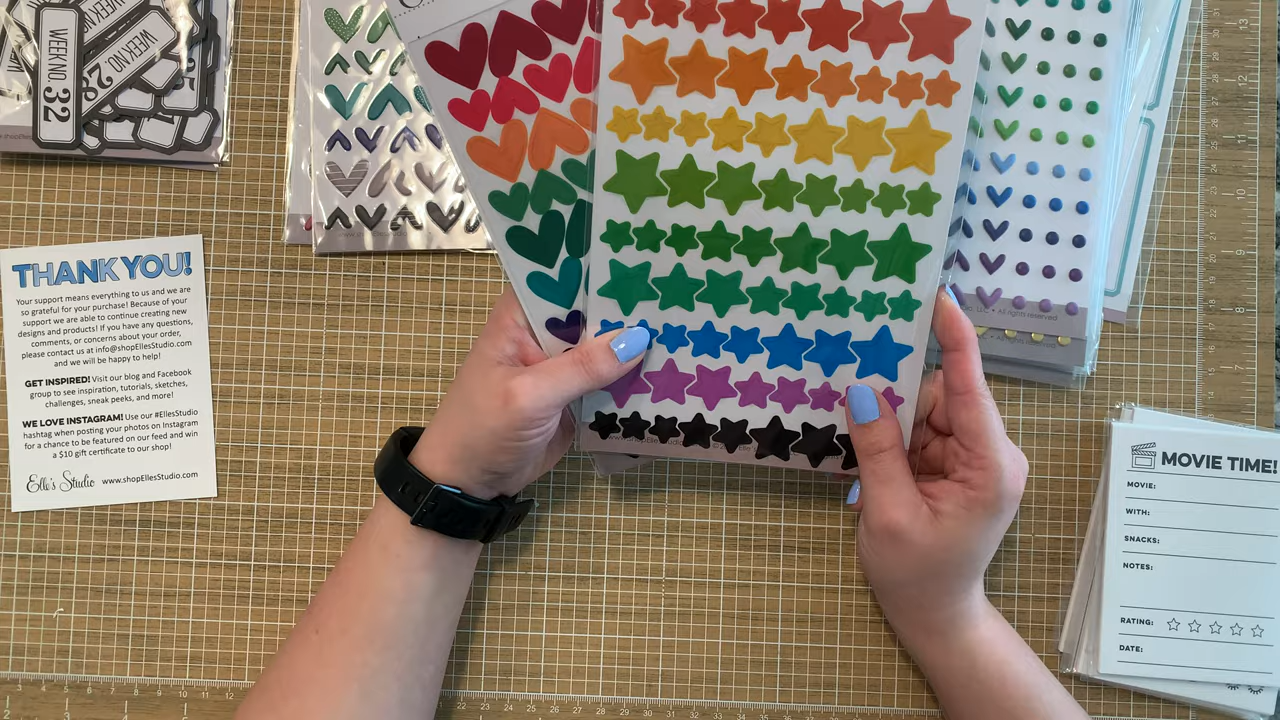 WEEK NO. 32
WEEK NO. 29
THANK YOU!
Your support means everything to us and we are
so grateful for your purchase! Because of your
support we are able to continue creating new
designs and products! If you have any questions,
comments, or concerns about your order,
please contact us at info@shopEllesStudio.com
and we will be happy to help!
GET INSPIRED! Visit our blog and Facebook
group to see inspiration, tutorials, sketches,
challenges, sneak peeks, and more!
WE LOVE INSTAGRAM! Use our #EllesStudio
hashtag when posting your photos on Instagram
for a chance to be featured on our feed and win
a $10 gift certificate to our shop!
Elle's Studio www.shopEllesStudio.com
LLC. • All rights reserved
MOVIE TIME!
MOVIE:
WITH:
SNACKS:
NOTES:
RATING:
DATE: